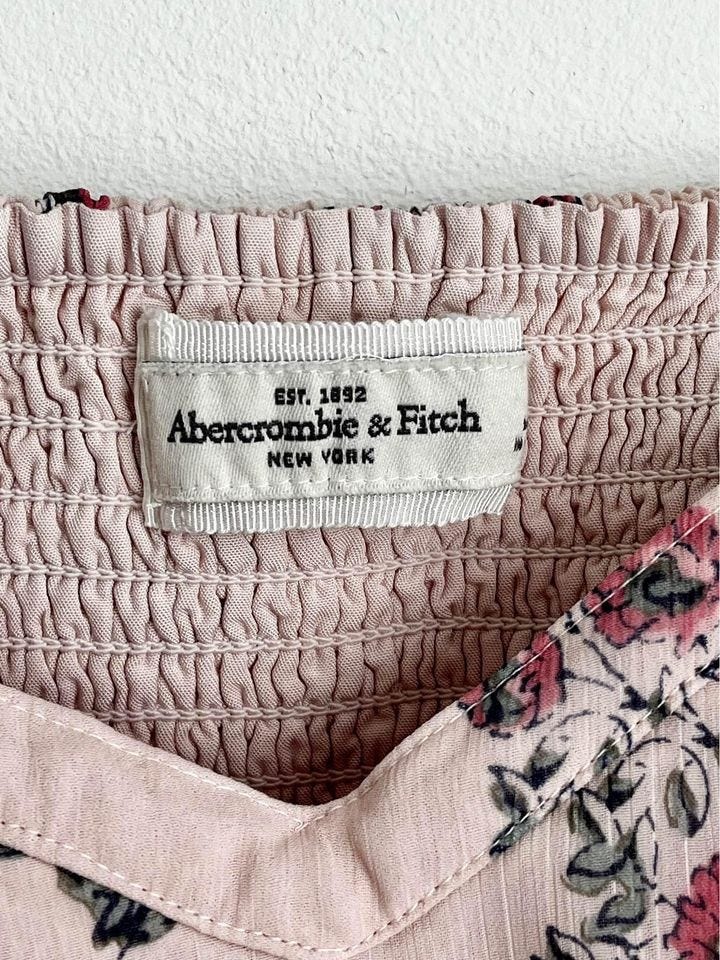 EST. 1892
Abercrombie & Fitch
NEW YORK